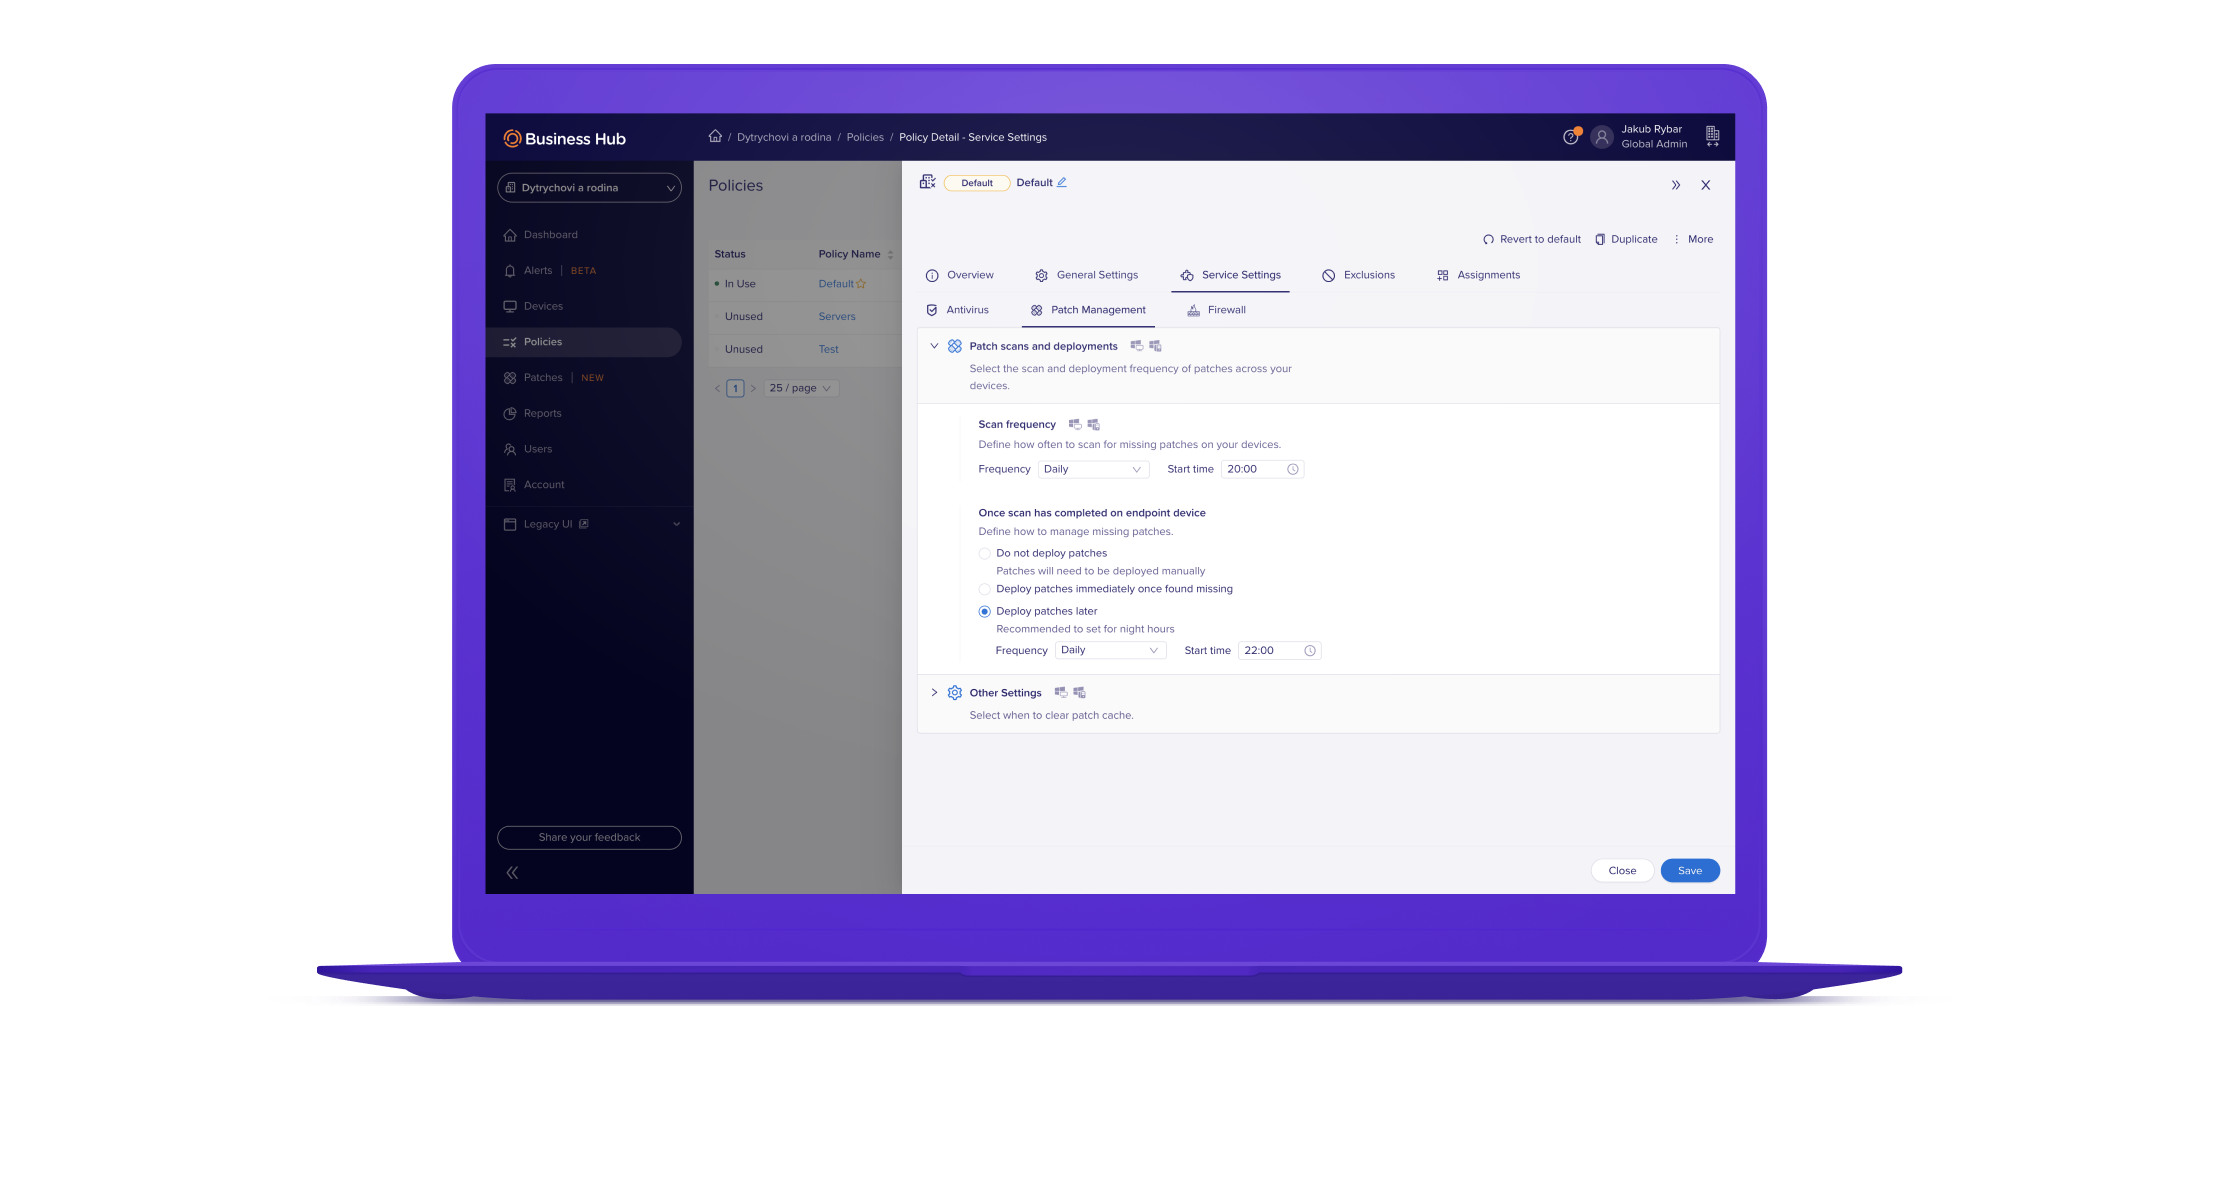 Business Hub
/ Dytrychovi a rodina / Policies / Policy Detail - Service Settings
Jakub Rybar
Global Admin
Dytrychovi a rodina
Dashboard
Alerts | BETA
Devices
Policies
Patches | NEW
Reports
Users
Account
Legacy UI
Share your feedback
Policies
Status Policy Name
In Use Default
Unused Servers
Unused Test
< 1 > 25 / page
Default Default
Revert to default Duplicate More
Overview General Settings Service Settings Exclusions Assignments
Antivirus Patch Management Firewall
Patch scans and deployments
Select the scan and deployment frequency of patches across your
devices.
Scan frequency
Define how often to scan for missing patches on your devices.
Frequency Daily Start time 20:00
Once scan has completed on endpoint device
Define how to manage missing patches.
Do not deploy patches
Patches will need to be deployed manually
Deploy patches immediately once found missing
Deploy patches later
Recommended to set for night hours
Frequency Daily Start time 22:00
Other Settings
Select when to clear patch cache.
Close Save